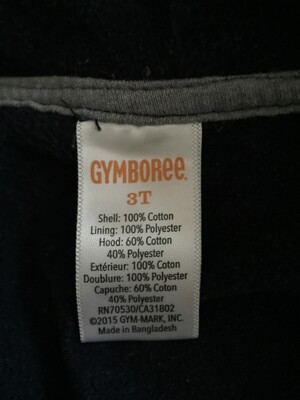 GYMBOREE
3T
Shell: 100% Cotton
Lining: 100% Polyester
Hood: 60% Cotton
40% Polyester
Extérieur: 100% Coton
Doublure: 100% Polyester
Capuche: 60% Coton
40% Polyester
RN70530/CA31802
©2015 GYM-MARK, INC.
Made in Bangladesh